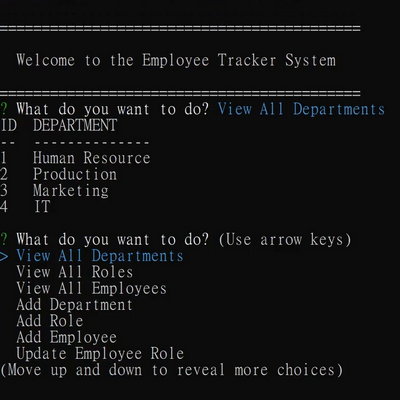 ===========================================
Welcome to the Employee Tracker System
===========================================
? What do you want to do? View All Departments
ID  DEPARTMENT
--  --------------
1  Human Resource
2  Production
3  Marketing
4  IT
? What do you want to do? (Use arrow keys)
> View All Departments
View All Roles
View All Employees
Add Department
Add Role
Add Employee
Update Employee Role
(Move up and down to reveal more choices)